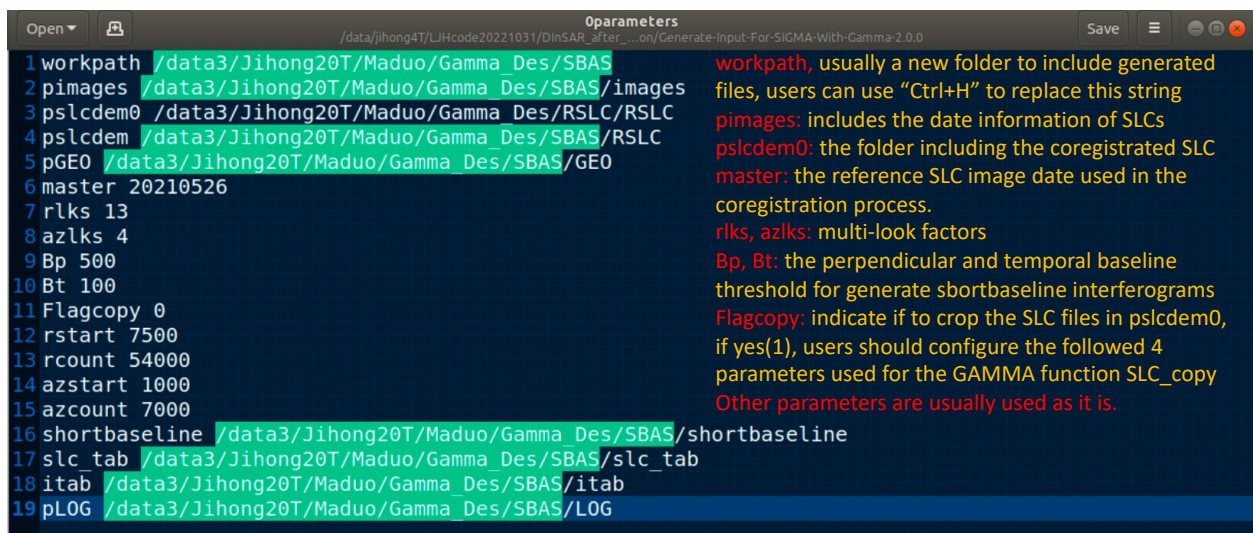 Open
0parameters
/data/jihong4T/LJHcode20221031/DInSAR_after_...on/Generate-Input-For-SIGMA-With-Gamma-2.0.0
Save
1 workpath /data3/Jihong20T/Maduo/Gamma_Des/SBAS
2 pimages /data3/Jihong20T/Maduo/Gamma_Des/SBAS/images
3 pslcdem0 /data3/Jihong20T/Maduo/Gamma_Des/RSLC/RSLC
4 pslcdem /data3/Jihong20T/Maduo/Gamma_Des/SBAS/RSLC
5 pGEO /data3/Jihong20T/Maduo/Gamma_Des/SBAS/GEO
6 master 20210526
7 rlks 13
8 azlks 4
9 Bp 500
10 Bt 100
11 Flagcopy 0
12 rstart 7500
13 rcount 54000
14 azstart 1000
15 azcount 7000
16 shortbaseline /data3/Jihong20T/Maduo/Gamma_Des/SBAS/shortbaseline
17 slc_tab /data3/Jihong20T/Maduo/Gamma_Des/SBAS/slc_tab
18 itab /data3/Jihong20T/Maduo/Gamma_Des/SBAS/itab
19 pLOG /data3/Jihong20T/Maduo/Gamma_Des/SBAS/LOG
workpath, usually a new folder to include generated
files, users can use “Ctrl+H” to replace this string
pimages: includes the date information of SLCs
pslcdem0: the folder including the coregistrated SLC
master: the reference SLC image date used in the
coregistration process.
rlks, azlks: multi-look factors
Bp, Bt: the perpendicular and temporal baseline
threshold for generate sbortbaseline interferograms
Flagcopy: indicate if to crop the SLC files in pslcdem0,
if yes(1), users should configure the followed 4
parameters used for the GAMMA function SLC_copy
Other parameters are usually used as it is.